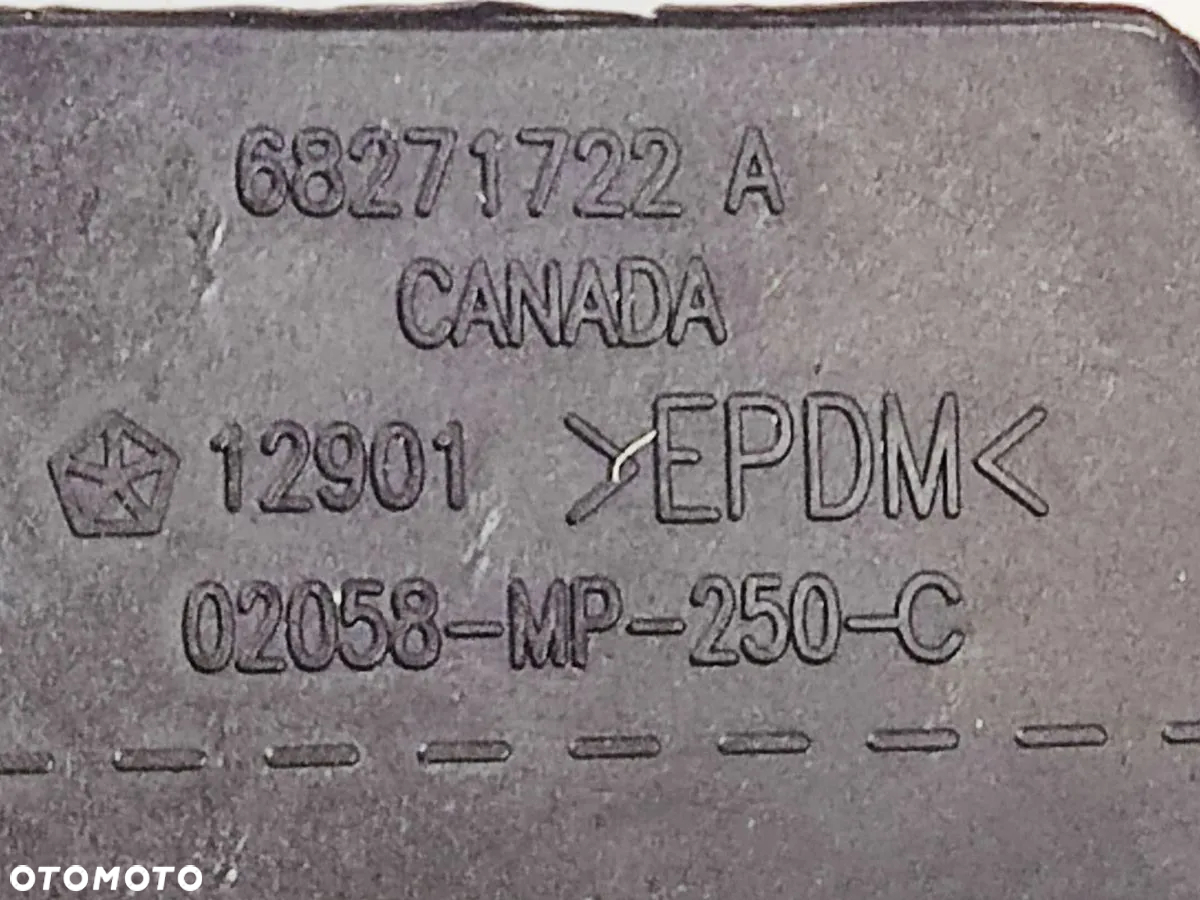 68271722 A
CANADA
12901 >EPDM<
02058-MP-250-C
OTOMOTO